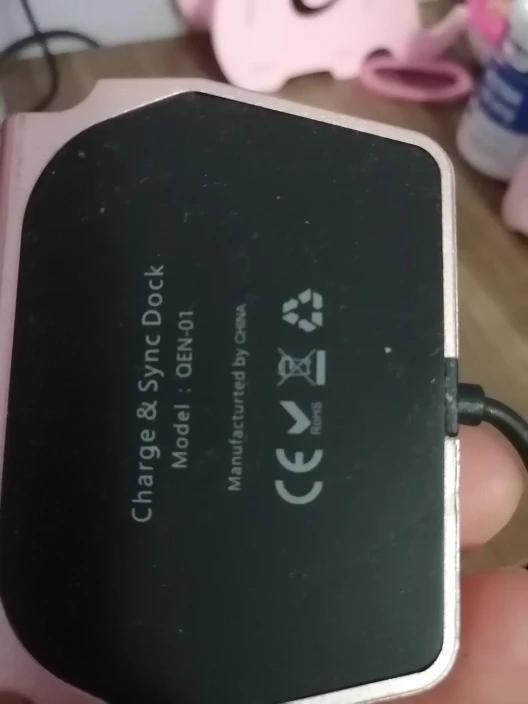 Charge & Sync Dock
Model : QEN-01
Manufacturted by CHINA
CE RoHS